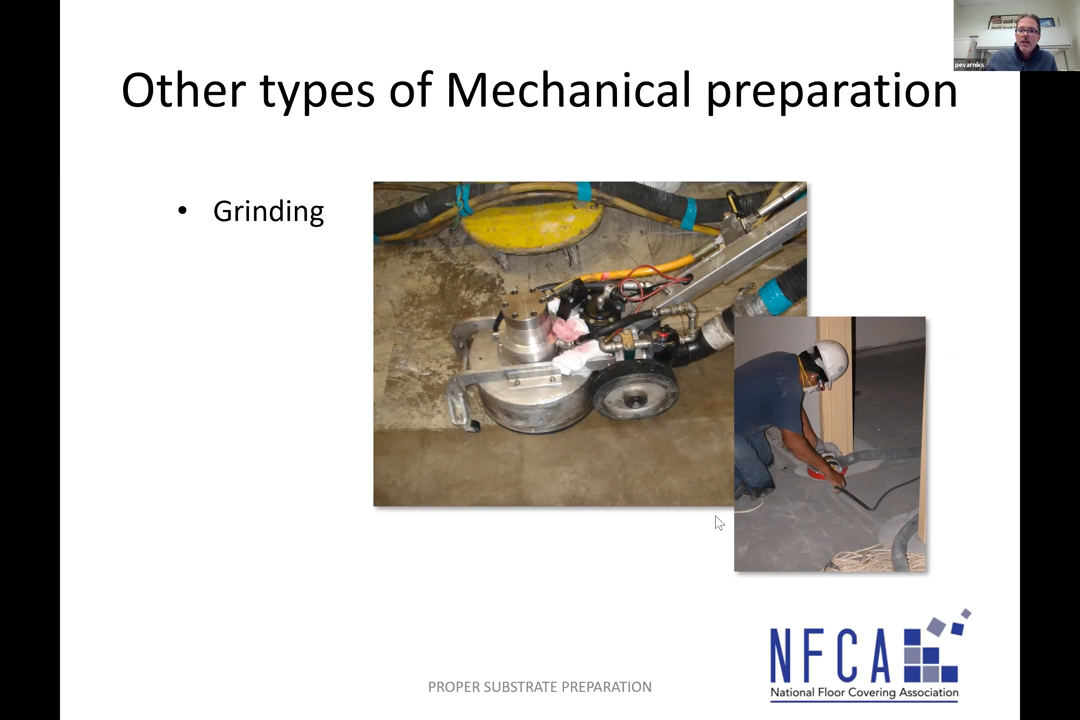 pevarniks
Other types of Mechanical preparation
• Grinding
NFCA
National Floor Covering Association
PROPER SUBSTRATE PREPARATION